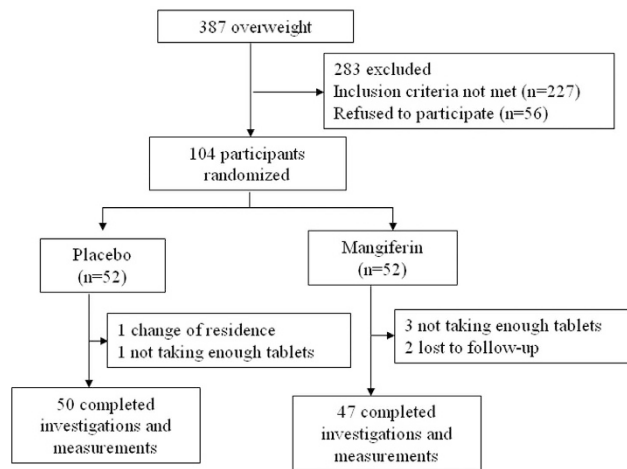 387 overweight
283 excluded
Inclusion criteria not met (n=227)
Refused to participate (n=56)
104 participants
randomized
Placebo
(n=52)
Mangiferin
(n=52)
1 change of residence
1 not taking enough tablets
3 not taking enough tablets
2 lost to follow-up
50 completed
investigations and
measurements
47 completed
investigations and
measurements